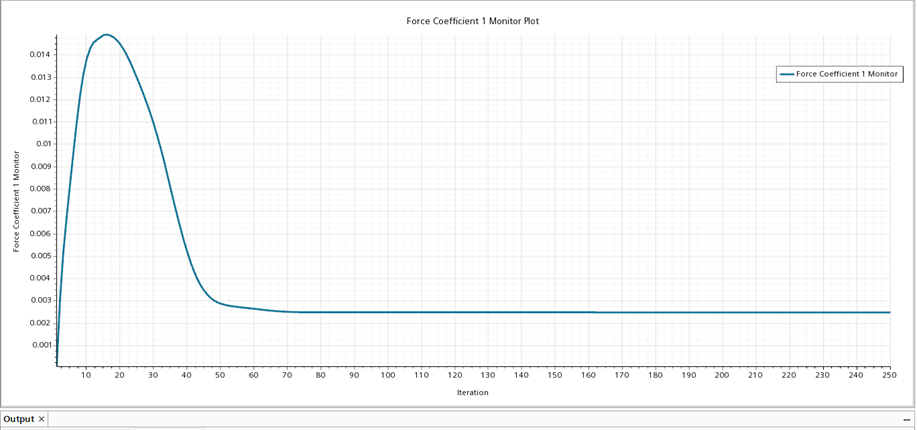 Force Coefficient 1 Monitor Plot
Force Coefficient 1 Monitor
0.014
0.013
0.012
0.011
0.01
0.009
0.008
0.007
0.006
0.005
0.004
0.003
0.002
0.001
Force Coefficient 1 Monitor
10 20 30 40 50 60 70 80 90 100 110 120 130 140 150 160 170 180 190 200 210 220 230 240 250
Iteration
Output ×